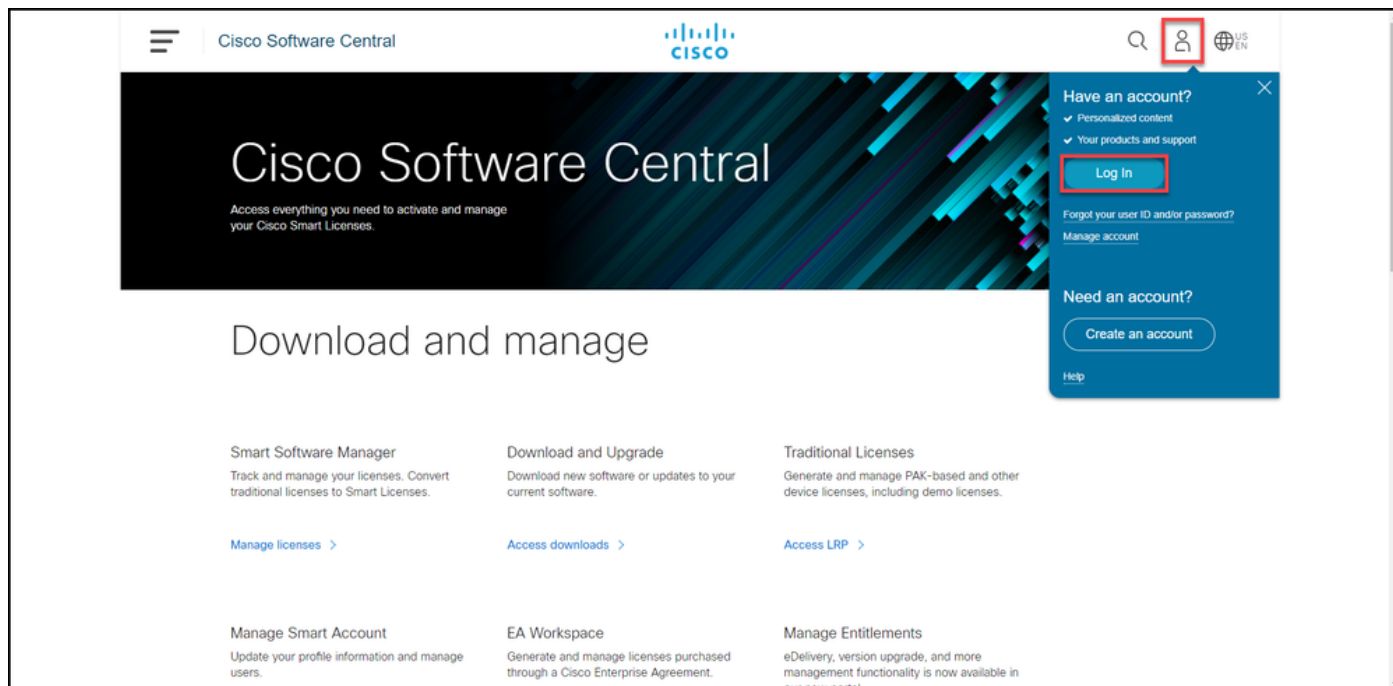 Cisco Software Central
CISCO
US
EN
Cisco Software Central
Access everything you need to activate and manage
your Cisco Smart Licenses.
Have an account?
Personalized content
Your products and support
Log In
Forgot your user ID and/or password?
Manage account
Need an account?
Create an account
Help
Download and manage
Smart Software Manager
Track and manage your licenses. Convert
traditional licenses to Smart Licenses.
Manage licenses
Download and Upgrade
Download new software or updates to your
current software.
Access downloads
Traditional Licenses
Generate and manage PAK-based and other
device licenses, including demo licenses.
Access LRP
Manage Smart Account
Update your profile information and manage
users.
EA Workspace
Generate and manage licenses purchased
through a Cisco Enterprise Agreement.
Manage Entitlements
eDelivery, version upgrade, and more
management functionality is now available in